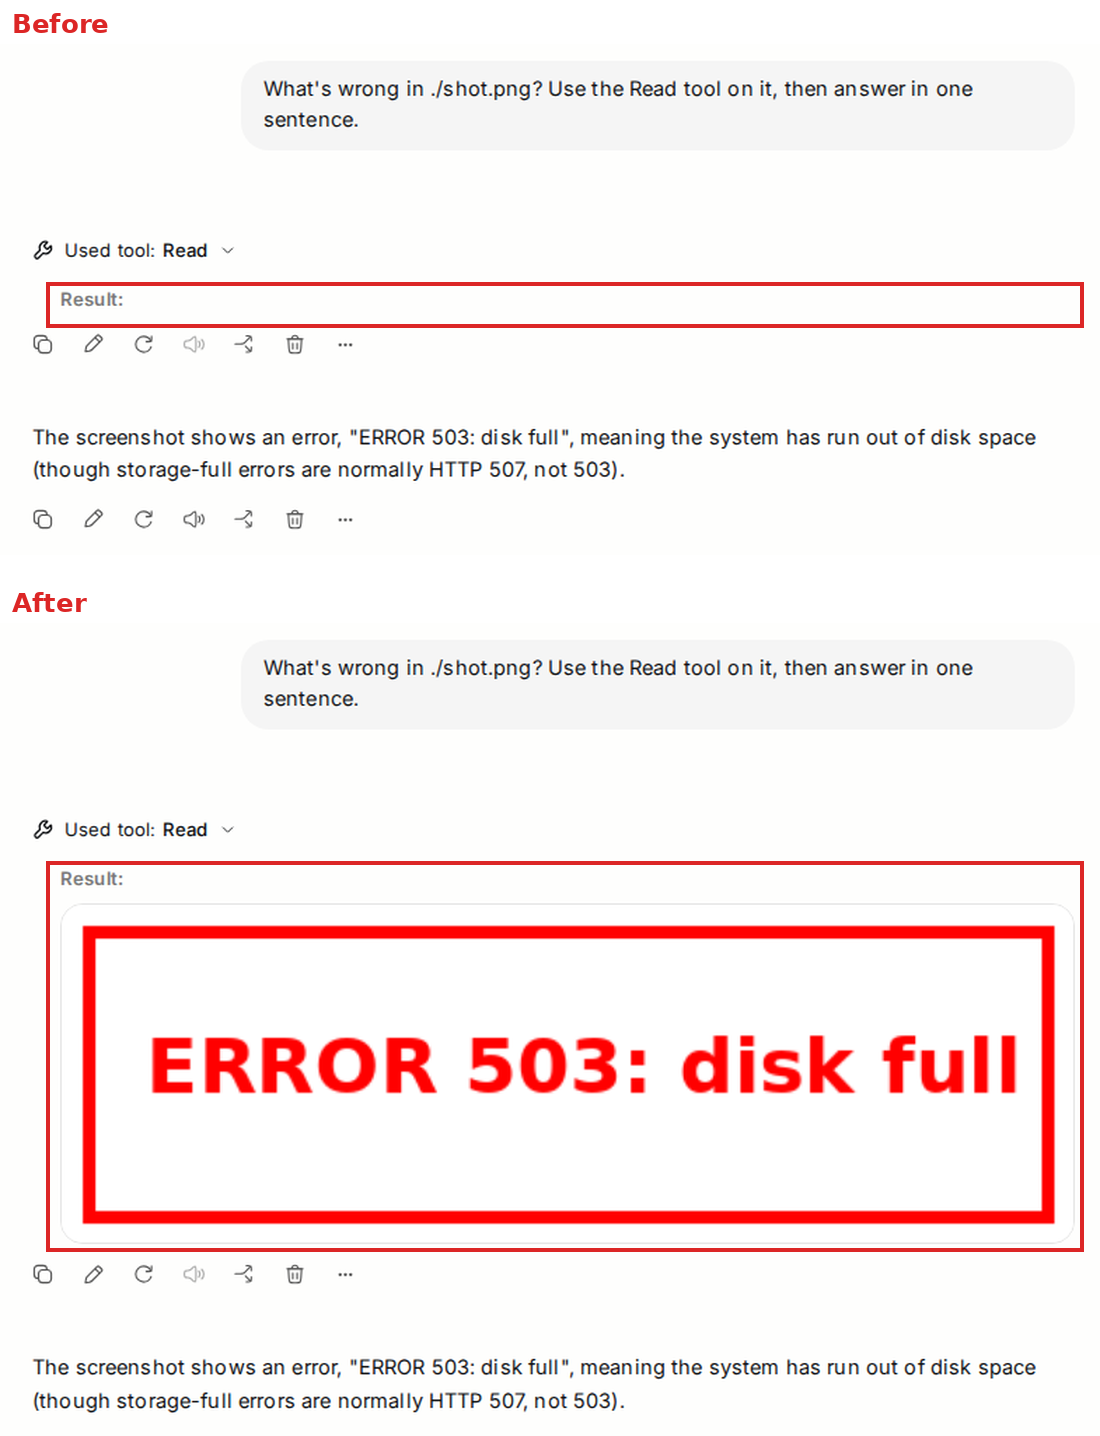 Before
What's wrong in ./shot.png? Use the Read tool on it, then answer in one
sentence.
Used tool: Read
Result:
The screenshot shows an error, "ERROR 503: disk full", meaning the system has run out of disk space
(though storage-full errors are normally HTTP 507, not 503).
After
What's wrong in ./shot.png? Use the Read tool on it, then answer in one
sentence.
Used tool: Read
Result:
ERROR 503: disk full
The screenshot shows an error, "ERROR 503: disk full", meaning the system has run out of disk space
(though storage-full errors are normally HTTP 507, not 503).